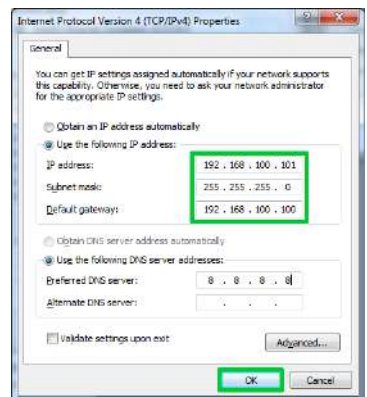 Internet Protocol Version 4 (TCP/IPv4) Properties
General
You can get IP settings assigned automatically if your network supports
this capability. Otherwise, you need to ask your network administrator
for the appropriate IP settings.
Obtain an IP address automatically
Use the following IP address:
IP address: 192 . 168 . 100 . 101
Subnet mask: 255 . 255 . 255 . 0
Default gateway: 192 . 168 . 100 . 100
Obtain DNS server address automatically
Use the following DNS server addresses:
Preferred DNS server: 8 . 8 . 8 . 8
Alternate DNS server: . . .
Validate settings upon exit
Advanced...
OK Cancel